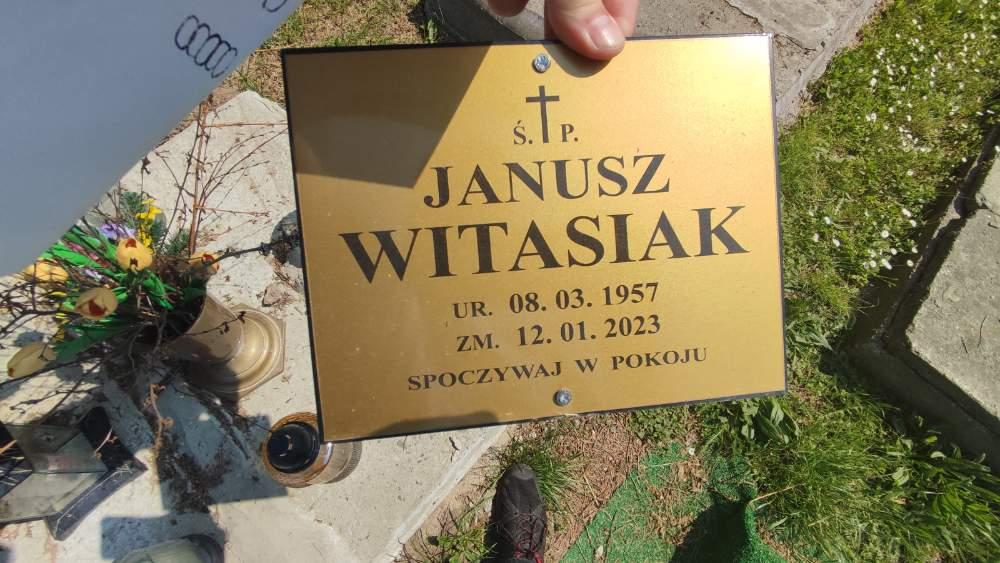 Ś. P.
JANUSZ
WITASIAK
UR. 08. 03. 1957
ZM. 12. 01. 2023
SPOCZYWAJ W POKOJU